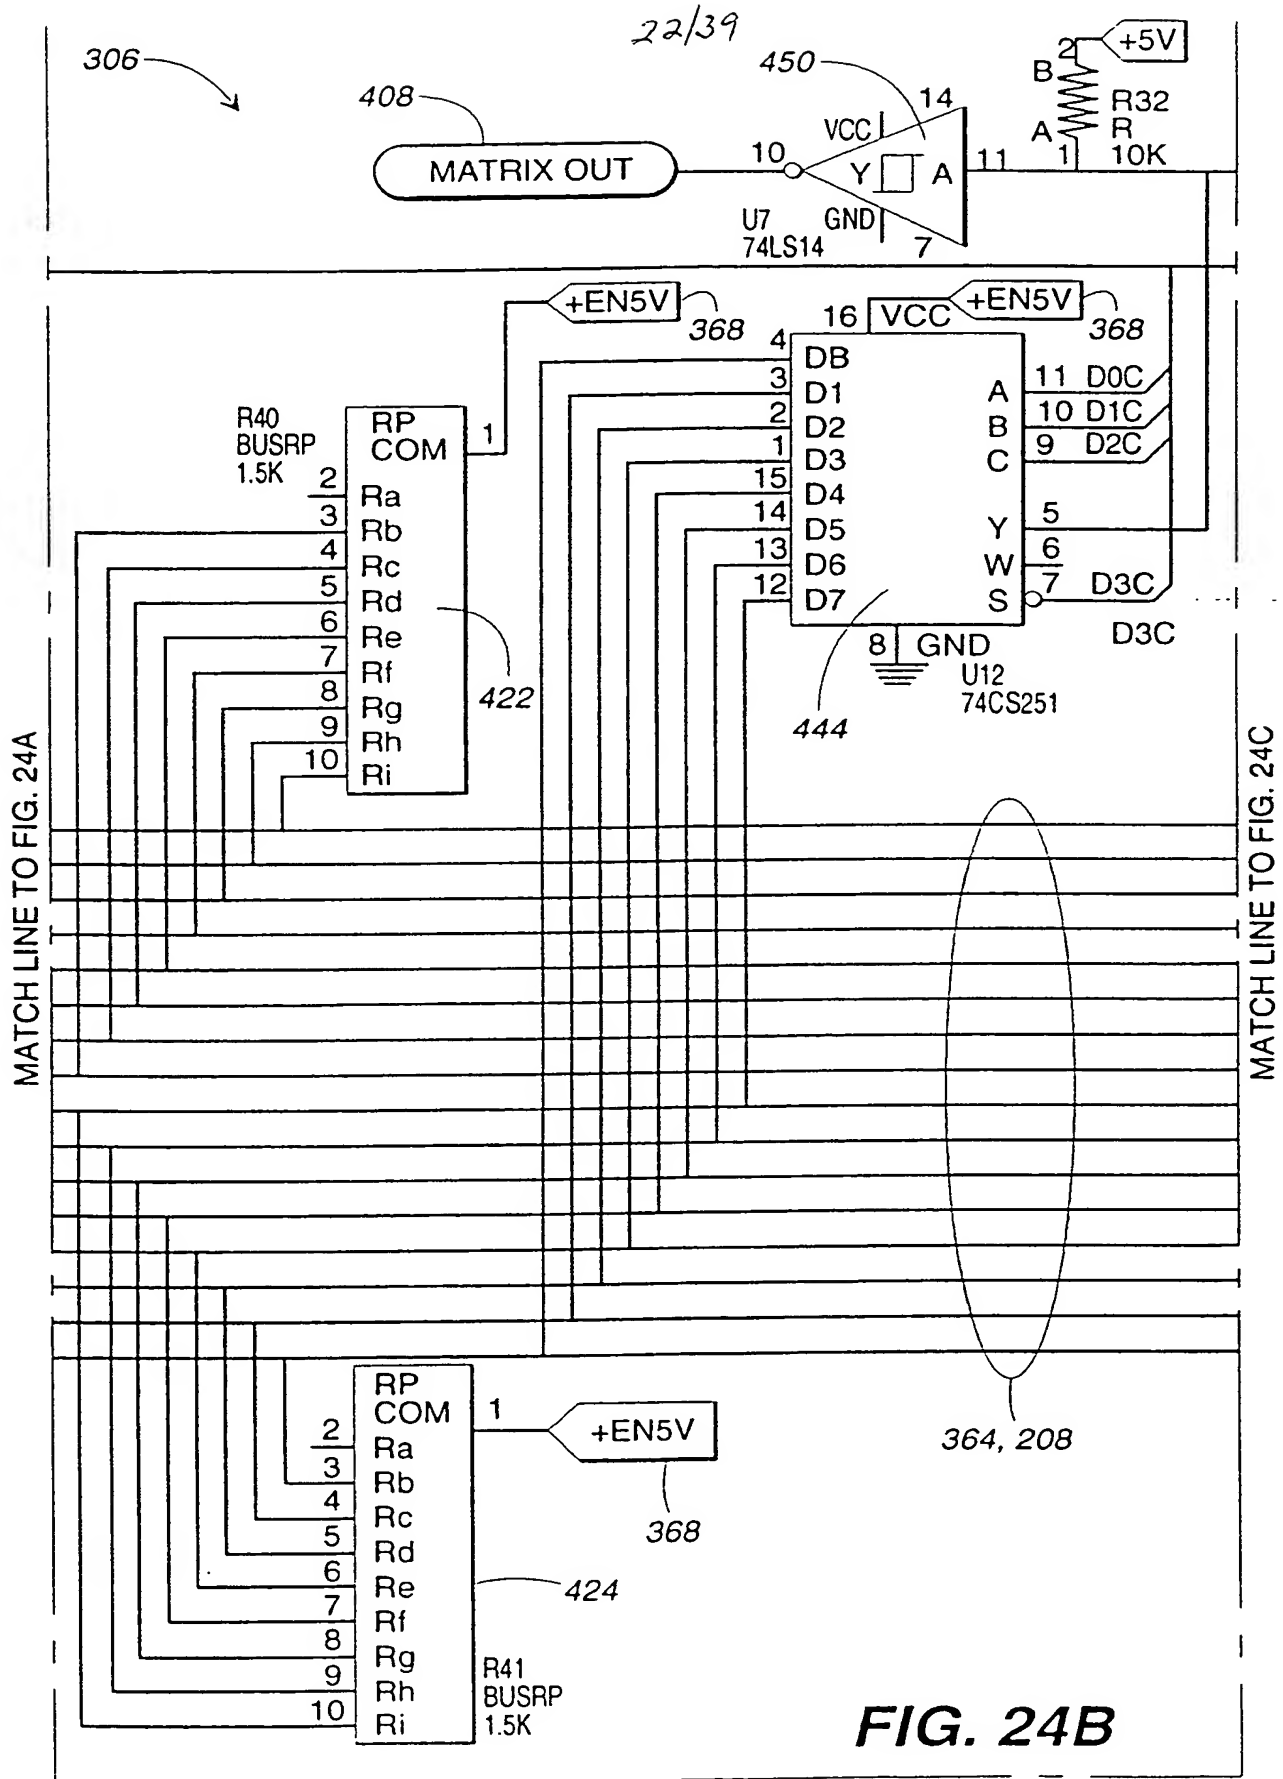 22/39
306
408
450
MATRIX OUT
10
VCC
14
Y
A
11
GND
7
U7
74LS14
+5V
2
B
A
1
R32
R
10K
+EN5V
368
+EN5V
368
16
VCC
4 DB
3 D1
2 D2
1 D3
15 D4
14 D5
13 D6
12 D7
A 11 D0C
B 10 D1C
C 9 D2C
Y 5
W 6
S 7 D3C
D3C
8 GND
U12
74CS251
444
R40
BUSRP
1.5K
RP
COM
1
2 Ra
3 Rb
4 Rc
5 Rd
6 Re
7 Rf
8 Rg
9 Rh
10 Ri
422
MATCH LINE TO FIG. 24A
MATCH LINE TO FIG. 24C
364, 208
RP
COM
1
+EN5V
368
2 Ra
3 Rb
4 Rc
5 Rd
6 Re
7 Rf
8 Rg
9 Rh
10 Ri
424
R41
BUSRP
1.5K
FIG. 24B